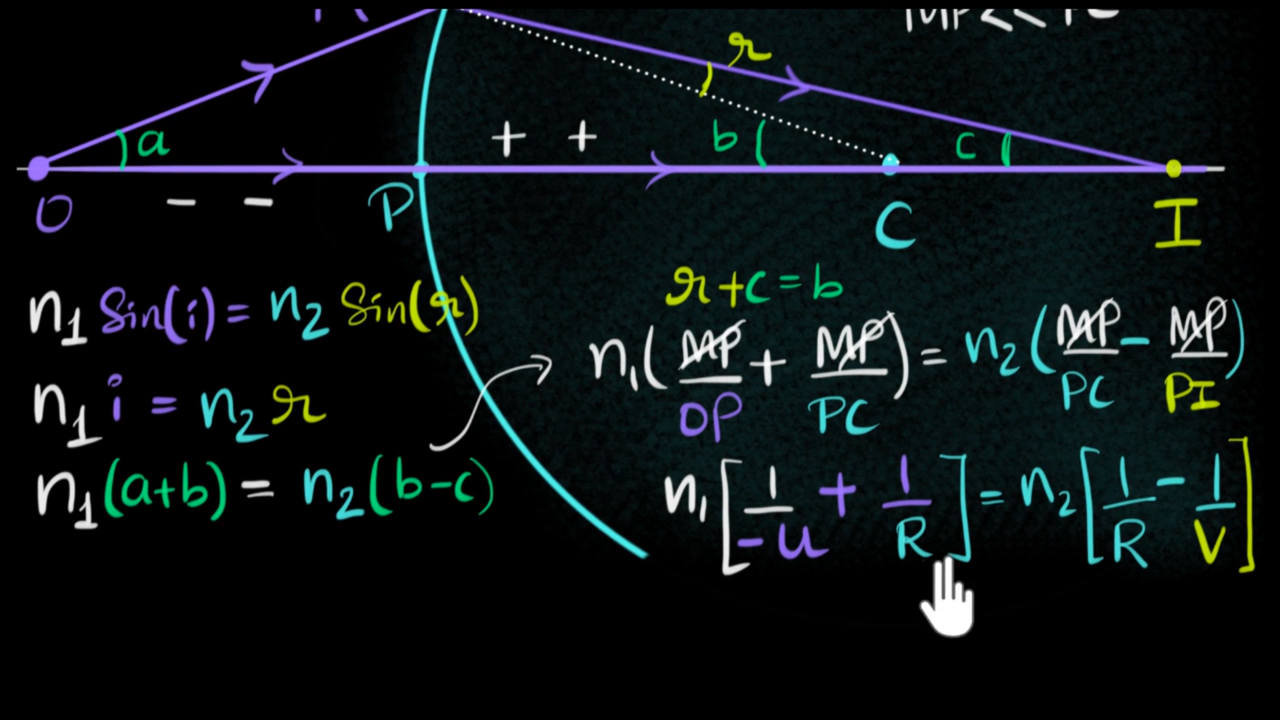 r
a
+ +
b
c
- -
O
P
C
I
r+c=b
n₁ Sin(i) = n₂ Sin(r)
n₁ i = n₂ r
n₁(a+b) = n₂(b-c)
n₁(MP/OP + MP/PC) = n₂(MP/PC - MP/PI)
n₁[1/-u + 1/R] = n₂[1/R - 1/v]